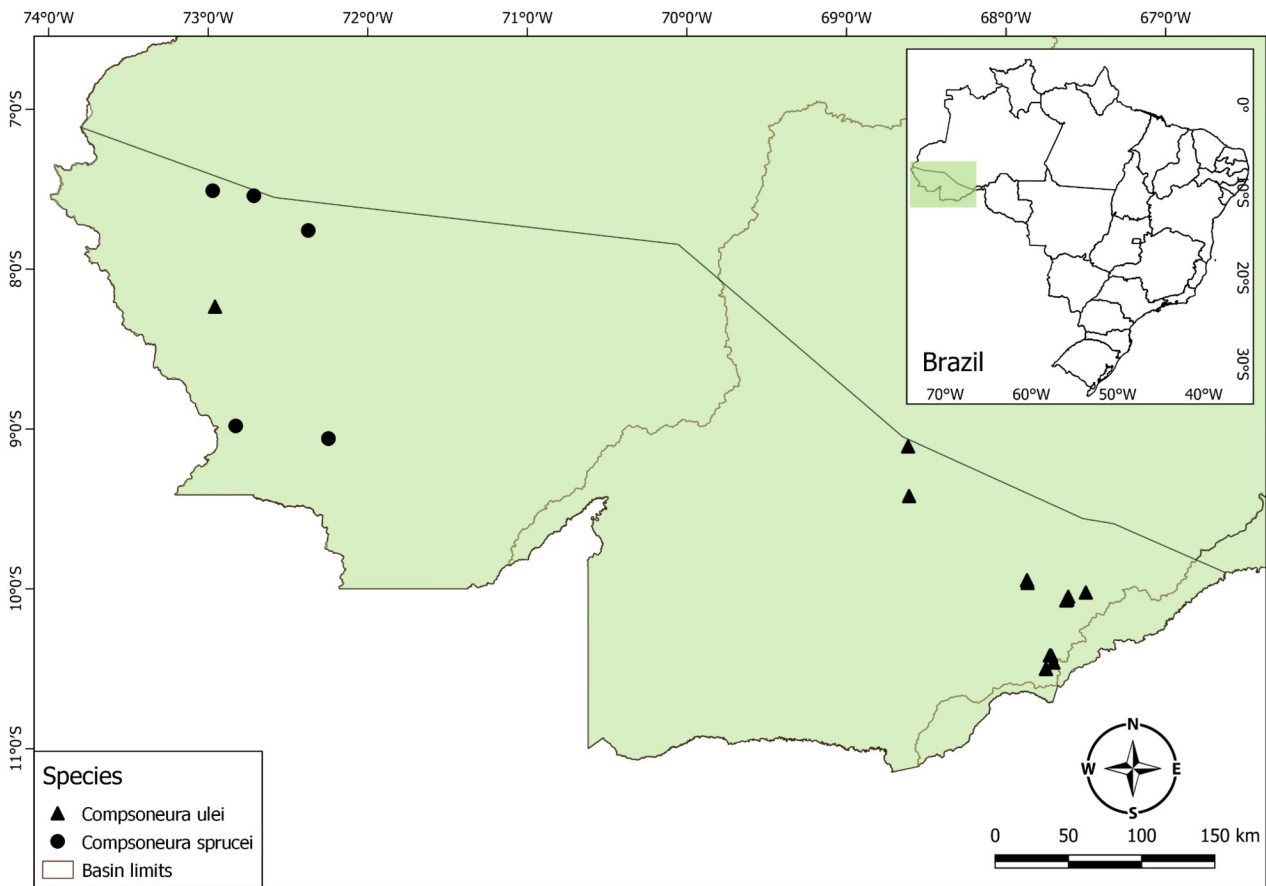 74°0'W 73°0'W 72°0'W 71°0'W 70°0'W 69°0'W 68°0'W 67°0'W
7°0'S
8°0'S
9°0'S
10°0'S
11°0'S
0°
10°S
20°S
30°S
Brazil
70°W 60°W 50°W 40°W
Species
Compsoneura ulei
Compsoneura sprucei
Basin limits
N
W E
S
0 50 100 150 km